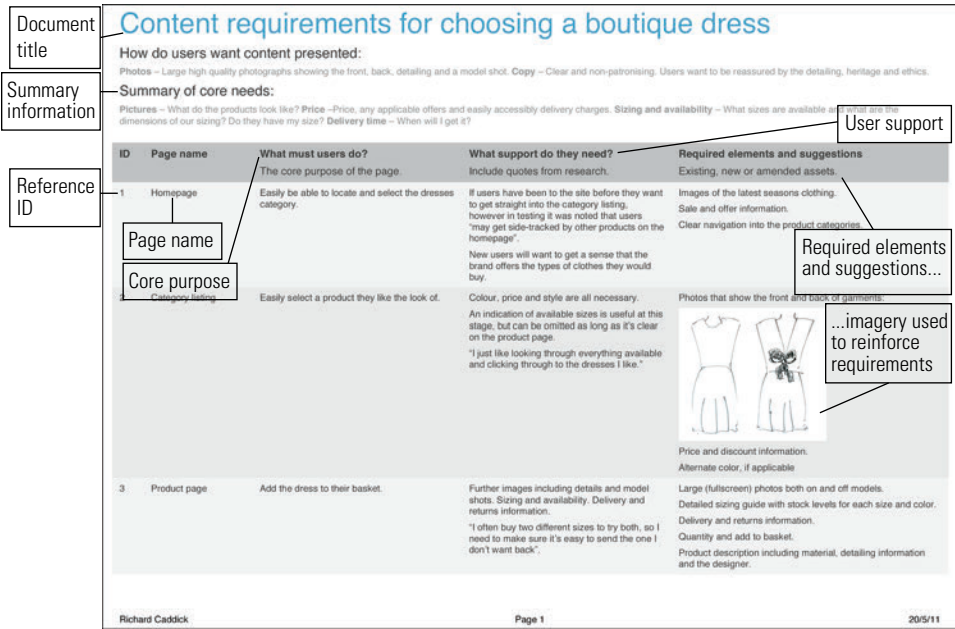 Document
title
Content requirements for choosing a boutique dress
How do users want content presented:
Photos – Large high quality photographs showing the front, back, detailing and a model shot. Copy – Clear and non-patronising. Users want to be reassured by the detailing, heritage and ethics.
Summary
information
Summary of core needs:
Pictures – What do the products look like? Price –Price, any applicable offers and easily accessibly delivery charges. Sizing and availability – What sizes are available and what are the
dimensions of our sizing? Do they have my size? Delivery time – When will I get it?
User support
ID Page name What must users do? What support do they need? Required elements and suggestions
The core purpose of the page. Include quotes from research. Existing, new or amended assets.
Reference
ID
1 Homepage
Easily be able to locate and select the dresses
category.
If users have been to the site before they want
to get straight into the category listing,
however in testing it was noted that users
"may get side-tracked by other products on the
homepage".
New users will want to get a sense that the
brand offers the types of clothes they would
buy.
Images of the latest seasons clothing.
Sale and offer information.
Clear navigation into the product categories.
Page name
Core purpose
Required elements
and suggestions...
2 Category listing
Easily select a product they like the look of.
Colour, price and style are all necessary.
An indication of available sizes is useful at this
stage, but can be omitted as long as it's clear
on the product page.
"I just like looking through everything available
and clicking through to the dresses I like."
Photos that show the front and back of garments:
...imagery used
to reinforce
requirements
Price and discount information.
Alternate color, if applicable
3 Product page
Add the dress to their basket.
Further images including details and model
shots. Sizing and availability. Delivery and
returns information.
"I often buy two different sizes to try both, so I
need to make sure it's easy to send the one I
don't want back".
Large (fullscreen) photos both on and off models.
Detailed sizing guide with stock levels for each size and color.
Delivery and returns information.
Quantity and add to basket.
Product description including material, detailing information
and the designer.
Richard Caddick Page 1 20/5/11